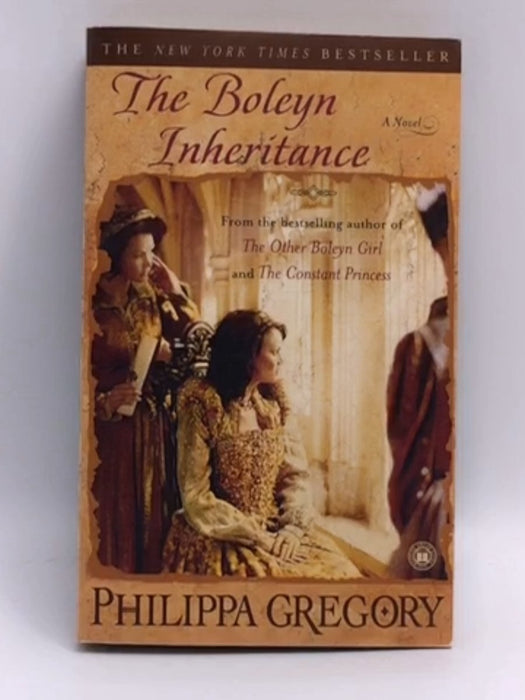 THE NEW YORK TIMES BESTSELLER
The Boleyn
Inheritance
A Novel
From the bestselling author of
The Other Boleyn Girl
and The Constant Princess
PHILIPPA GREGORY